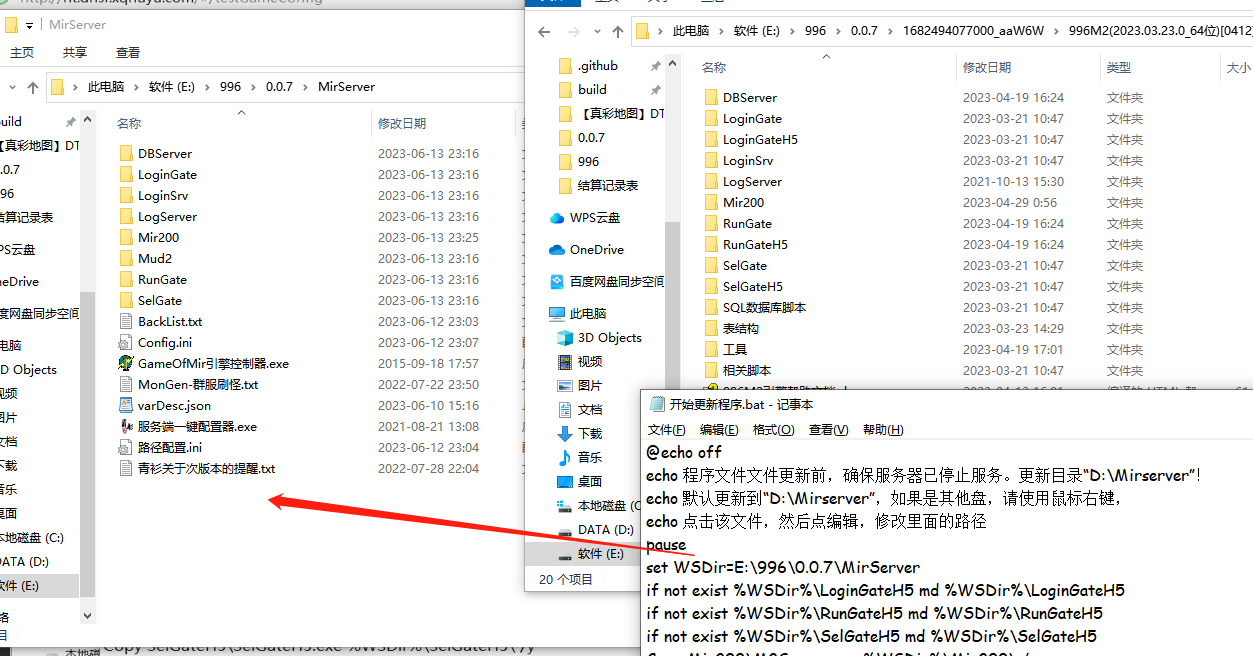 MirServer
主页 共享 查看
此电脑 › 软件 (E:) › 996 › 0.0.7 › MirServer
uild
【真彩地图】DT
.0.7
96
结算记录表
PS云盘
neDrive
度网盘同步空间
电脑
D Objects
视频
图片
文档
下载
音乐
桌面
本地磁盘 (C:)
DATA (D:)
软件 (E:)
络
名称 修改日期
DBServer 2023-06-13 23:16
LoginGate 2023-06-13 23:16
LoginSrv 2023-06-13 23:16
LogServer 2023-06-13 23:16
Mir200 2023-06-13 23:25
Mud2 2023-06-13 23:16
RunGate 2023-06-13 23:16
SelGate 2023-06-13 23:16
BackList.txt 2023-06-12 23:03
Config.ini 2023-06-12 23:07
GameOfMir引擎控制器.exe 2015-09-18 17:57
MonGen-群服刷怪.txt 2022-07-22 23:50
varDesc.json 2023-06-10 15:16
服务端一键配置器.exe 2021-08-21 13:08
路径配置.ini 2023-06-12 23:04
青衫关于次版本的提醒.txt 2022-07-28 22:04
此电脑 › 软件 (E:) › 996 › 0.0.7 › 1682494077000_aaW6W › 996M2(2023.03.23.0_64位)[0412]
.github
build
【真彩地图】DT
0.0.7
996
结算记录表
WPS云盘
OneDrive
百度网盘同步空间
此电脑
3D Objects
视频
图片
文档
下载
音乐
桌面
本地磁盘 (C
DATA (D:)
软件 (E:)
20 个项目
名称 修改日期 类型 大小
DBServer 2023-04-19 16:24 文件夹
LoginGate 2023-03-21 10:47 文件夹
LoginGateH5 2023-03-21 10:47 文件夹
LoginSrv 2023-03-21 10:47 文件夹
LogServer 2021-10-13 15:30 文件夹
Mir200 2023-04-29 0:56 文件夹
RunGate 2023-04-19 16:24 文件夹
RunGateH5 2023-04-19 16:24 文件夹
SelGate 2023-03-21 10:47 文件夹
SelGateH5 2023-03-21 10:47 文件夹
SQL数据库脚本 2023-03-21 10:47 文件夹
表结构 2023-03-23 14:29 文件夹
工具 2023-04-19 17:01 文件夹
相关脚本 2023-03-21 10:47 文件夹
开始更新程序.bat - 记事本
文件(F) 编辑(E) 格式(O) 查看(V) 帮助(H)
@echo off
echo 程序文件文件更新前，确保服务器已停止服务。更新目录“D:\Mirserver”！
echo 默认更新到“D:\Mirserver”，如果是其他盘，请使用鼠标右键，
echo 点击该文件，然后点编辑，修改里面的路径
pause
set WSDir=E:\996\0.0.7\MirServer
if not exist %WSDir%\LoginGateH5 md %WSDir%\LoginGateH5
if not exist %WSDir%\RunGateH5 md %WSDir%\RunGateH5
if not exist %WSDir%\SelGateH5 md %WSDir%\SelGateH5